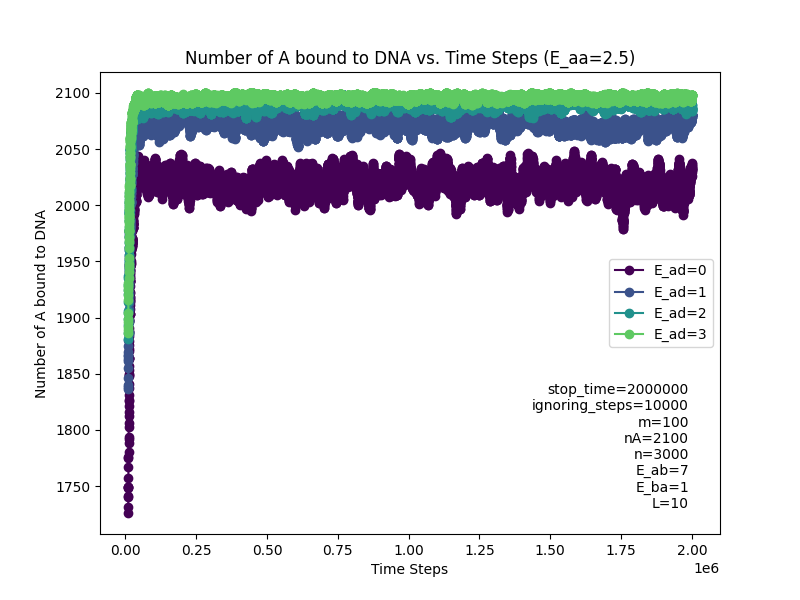 Number of A bound to DNA vs. Time Steps (E_aa=2.5)
Number of A bound to DNA
2100
2050
2000
1950
1900
1850
1800
1750
E_ad=0
E_ad=1
E_ad=2
E_ad=3
stop_time=2000000
ignoring_steps=10000
m=100
nA=2100
n=3000
E_ab=7
E_ba=1
L=10
0.00 0.25 0.50 0.75 1.00 1.25 1.50 1.75 2.00
1e6
Time Steps